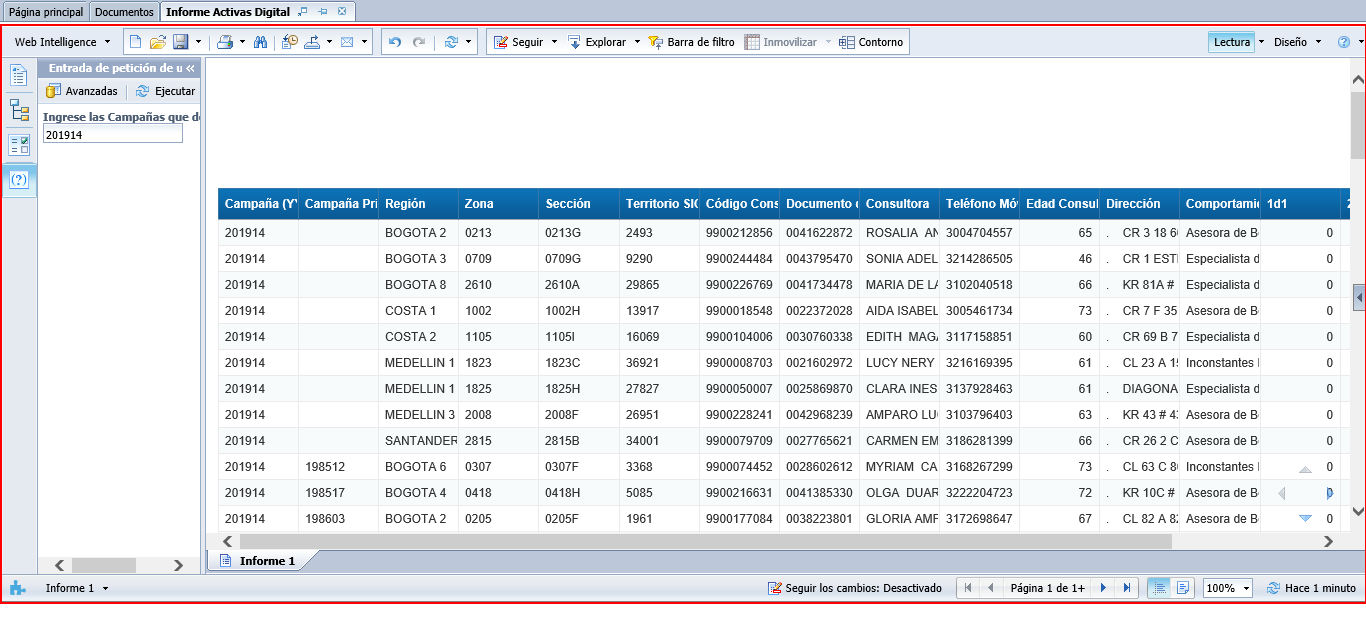 Página principal Documentos Informe Activas Digital
Web Intelligence Seguir Explorar Barra de filtro Inmovilizar Contorno Lectura Diseño
Entrada de petición de u «
Avanzadas Ejecutar
Ingrese las Campañas que de
201914
Campaña (YY Campaña Pri Región Zona Sección Territorio SIC Código Cons Documento Consultora Teléfono Mó Edad Consul Dirección Comportamie 1d1 2
201914 BOGOTA 2 0213 0213G 2493 9900212856 0041622872 ROSALIA AN 3004704557 65 . CR 3 18 60 Asesora de B 0
201914 BOGOTA 3 0709 0709G 9290 9900244484 0043795470 SONIA ADEL 3214286505 46 . CR 1 EST Especialista d 0
201914 BOGOTA 8 2610 2610A 29865 9900226769 0041734478 MARIA DE LA 3102040518 66 . KR 81A # Especialista d 0
201914 COSTA 1 1002 1002H 13917 9900018548 0022372028 AIDA ISABEL 3005461734 73 . CR 7 F 35 Asesora de B 0
201914 COSTA 2 1105 1105I 16069 9900104006 0030760338 EDITH MAGA 3117158851 60 . CR 69 B 7 Especialista d 0
201914 MEDELLIN 1 1823 1823C 36921 9900008703 0021602972 LUCY NERY 3216169395 61 . CL 23 A 15 Inconstantes 0
201914 MEDELLIN 1 1825 1825H 27827 9900050007 0025869870 CLARA INES 3137928463 61 . DIAGONA Especialista d 0
201914 MEDELLIN 3 2008 2008F 26951 9900228241 0042968239 AMPARO LU 3103796403 63 . KR 43 # 43 Asesora de B 0
201914 SANTANDER 2815 2815B 34001 9900079709 0027765621 CARMEN EM 3186281399 66 . CR 26 2 C Asesora de B 0
201914 198512 BOGOTA 6 0307 0307F 3368 9900074452 0028602612 MYRIAM CA 3168267299 73 . CL 63 C 80 Inconstantes 0
201914 198517 BOGOTA 4 0418 0418H 5085 9900216631 0041385330 OLGA DUAR 3222204723 72 . KR 10C # Asesora de B 0
201914 198603 BOGOTA 2 0205 0205F 1961 9900177084 0038223801 GLORIA AMP 3172698647 67 . CL 82 A 82 Asesora de B 0
Informe 1
Informe 1 Seguir los cambios: Desactivado Página 1 de 1+ 100% Hace 1 minuto